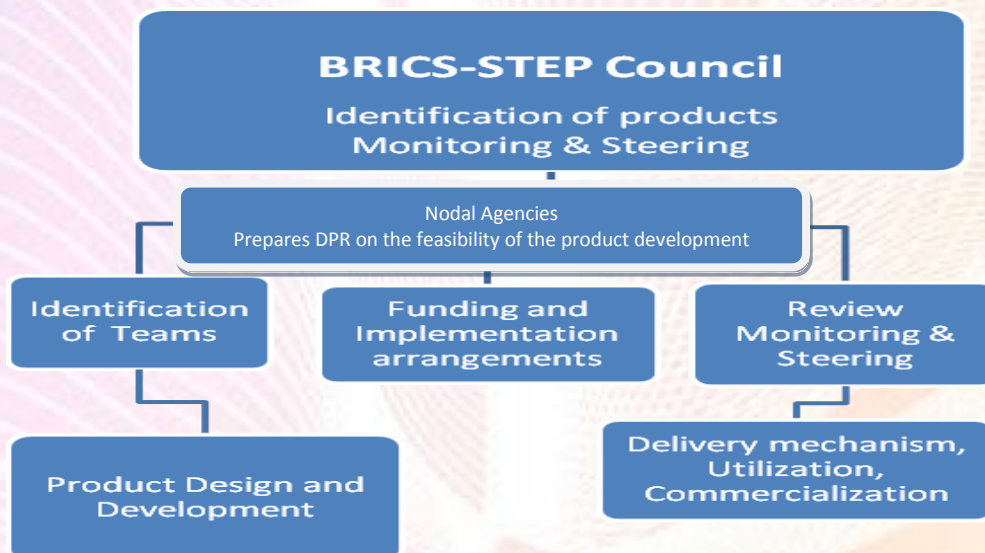 BRICS-STEP Council
Identification of products
Monitoring & Steering
Nodal Agencies
Prepares DPR on the feasibility of the product development
Identification
of Teams
Funding and
Implementation
arrangements
Review
Monitoring &
Steering
Product Design and
Development
Delivery mechanism,
Utilization,
Commercialization